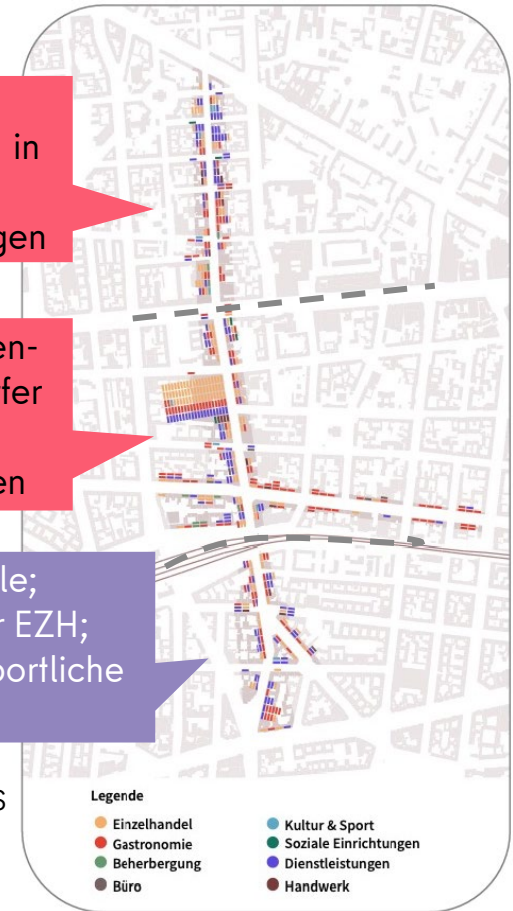 in
gen
en-
fer
en
le;
r EZH;
portliche
S
Legende
Einzelhandel
Gastronomie
Beherbergung
Büro
Kultur & Sport
Soziale Einrichtungen
Dienstleistungen
Handwerk